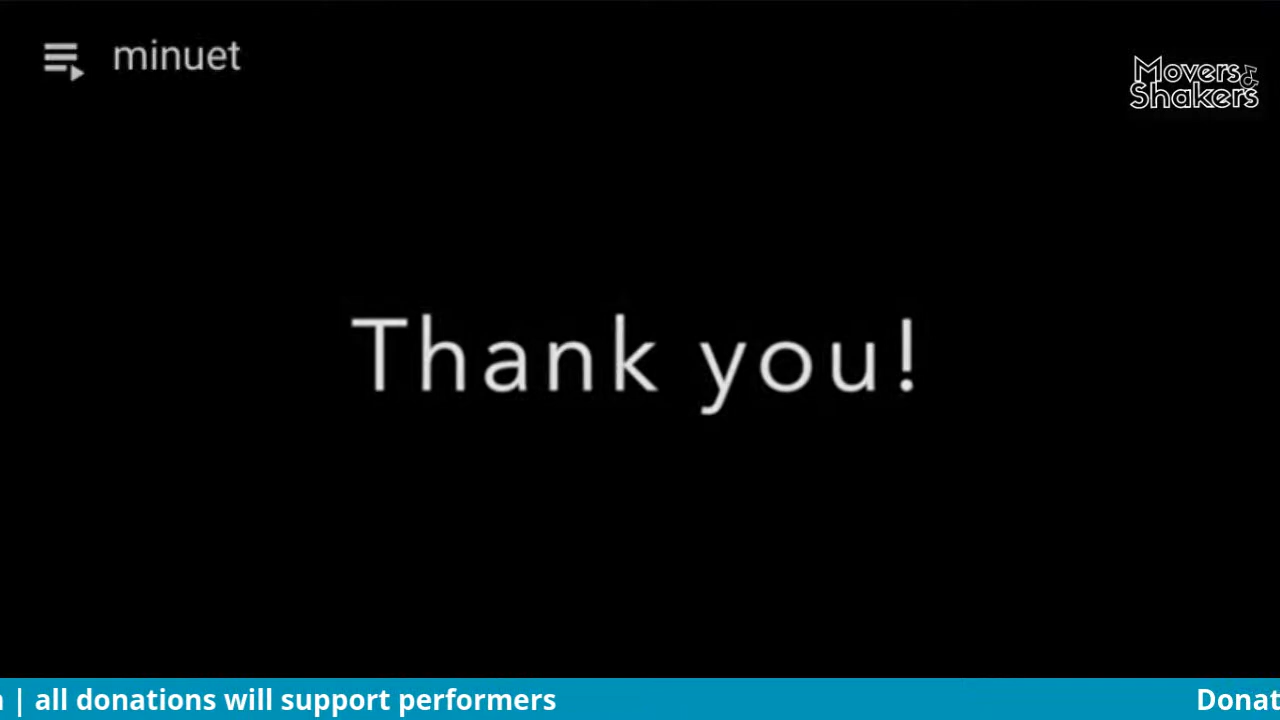 minuet
Movers
Shakers
Thank you!
| all donations will support performers
Donat